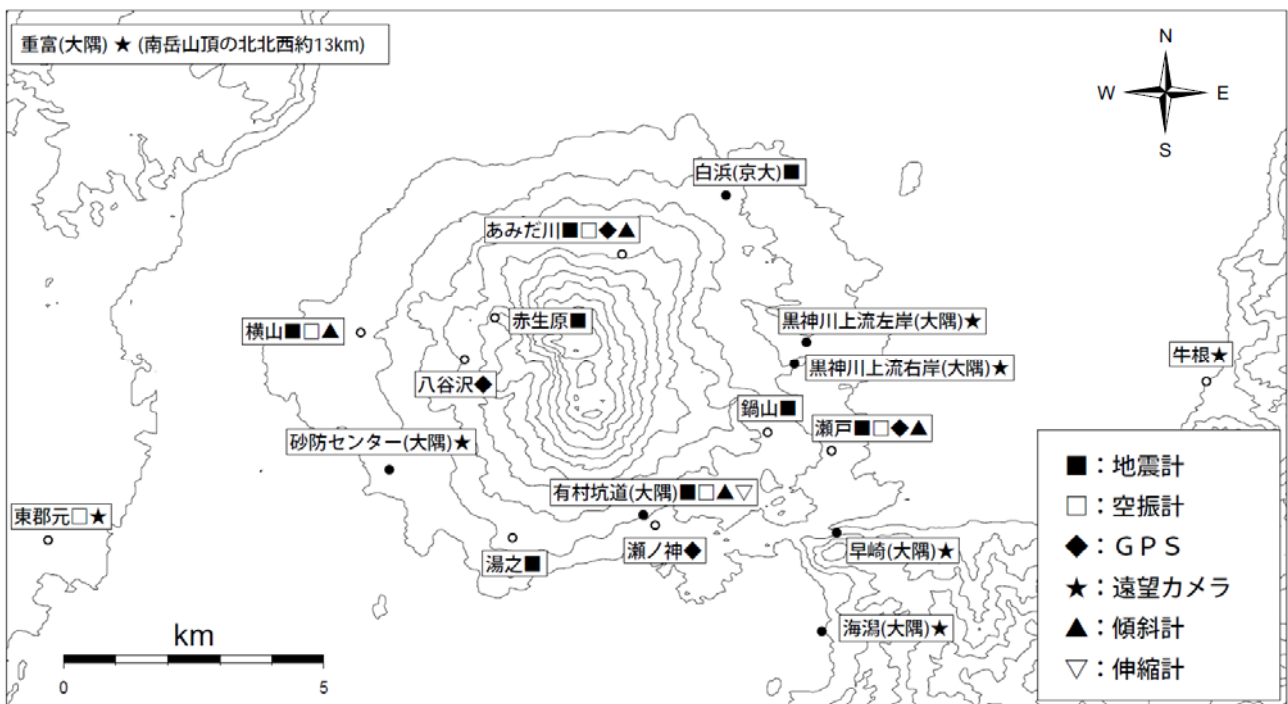 重富(大隅) ★ (南岳山頂の北北西約13km)
N
W E
S
白浜(京大)■
あみだ川■□◆▲
横山■□▲
赤生原■
黒神川上流左岸(大隅)★
黒神川上流右岸(大隅)★
牛根★
八谷沢◆
鍋山■
瀬戸■□◆▲
砂防センター(大隅)★
有村坑道(大隅)■□▲▽
東郡元□★
湯之■
瀬ノ神◆
早崎(大隅)★
海潟(大隅)★
km
0 5
■：地震計
□：空振計
◆：ＧＰＳ
★：遠望カメラ
▲：傾斜計
▽：伸縮計